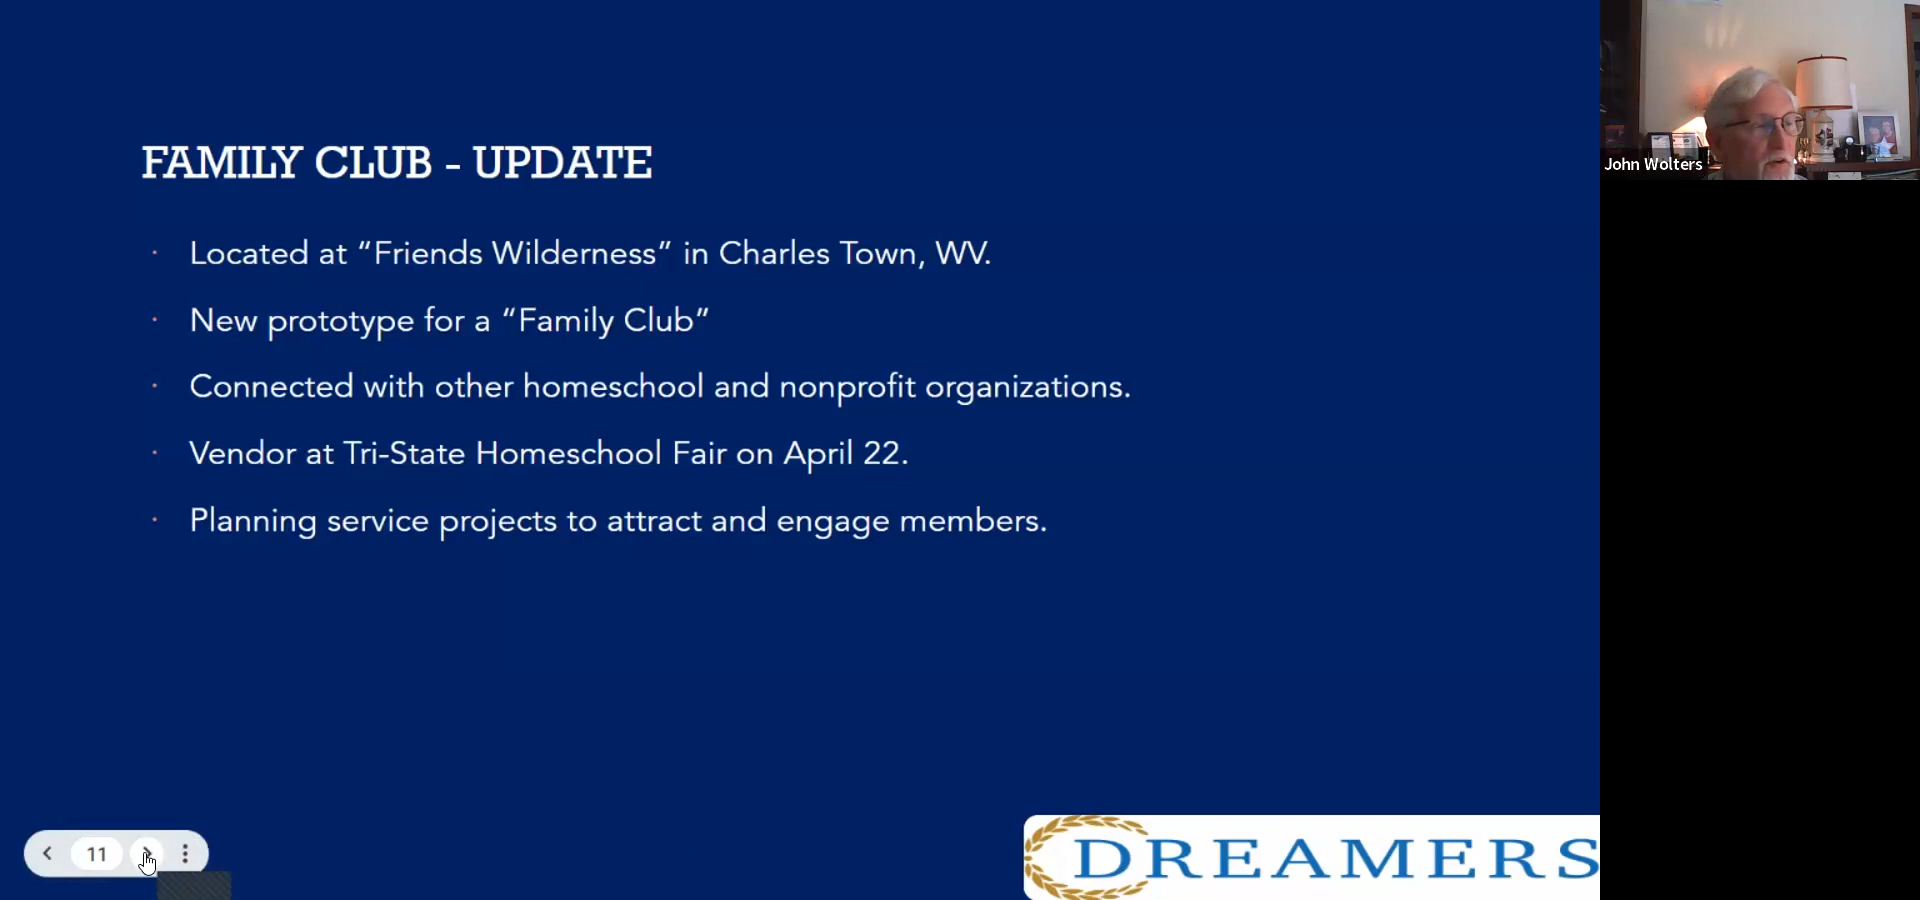 FAMILY CLUB - UPDATE
· Located at “Friends Wilderness” in Charles Town, WV.
· New prototype for a “Family Club”
· Connected with other homeschool and nonprofit organizations.
· Vendor at Tri-State Homeschool Fair on April 22.
· Planning service projects to attract and engage members.
John Wolters
11
DREAMERS